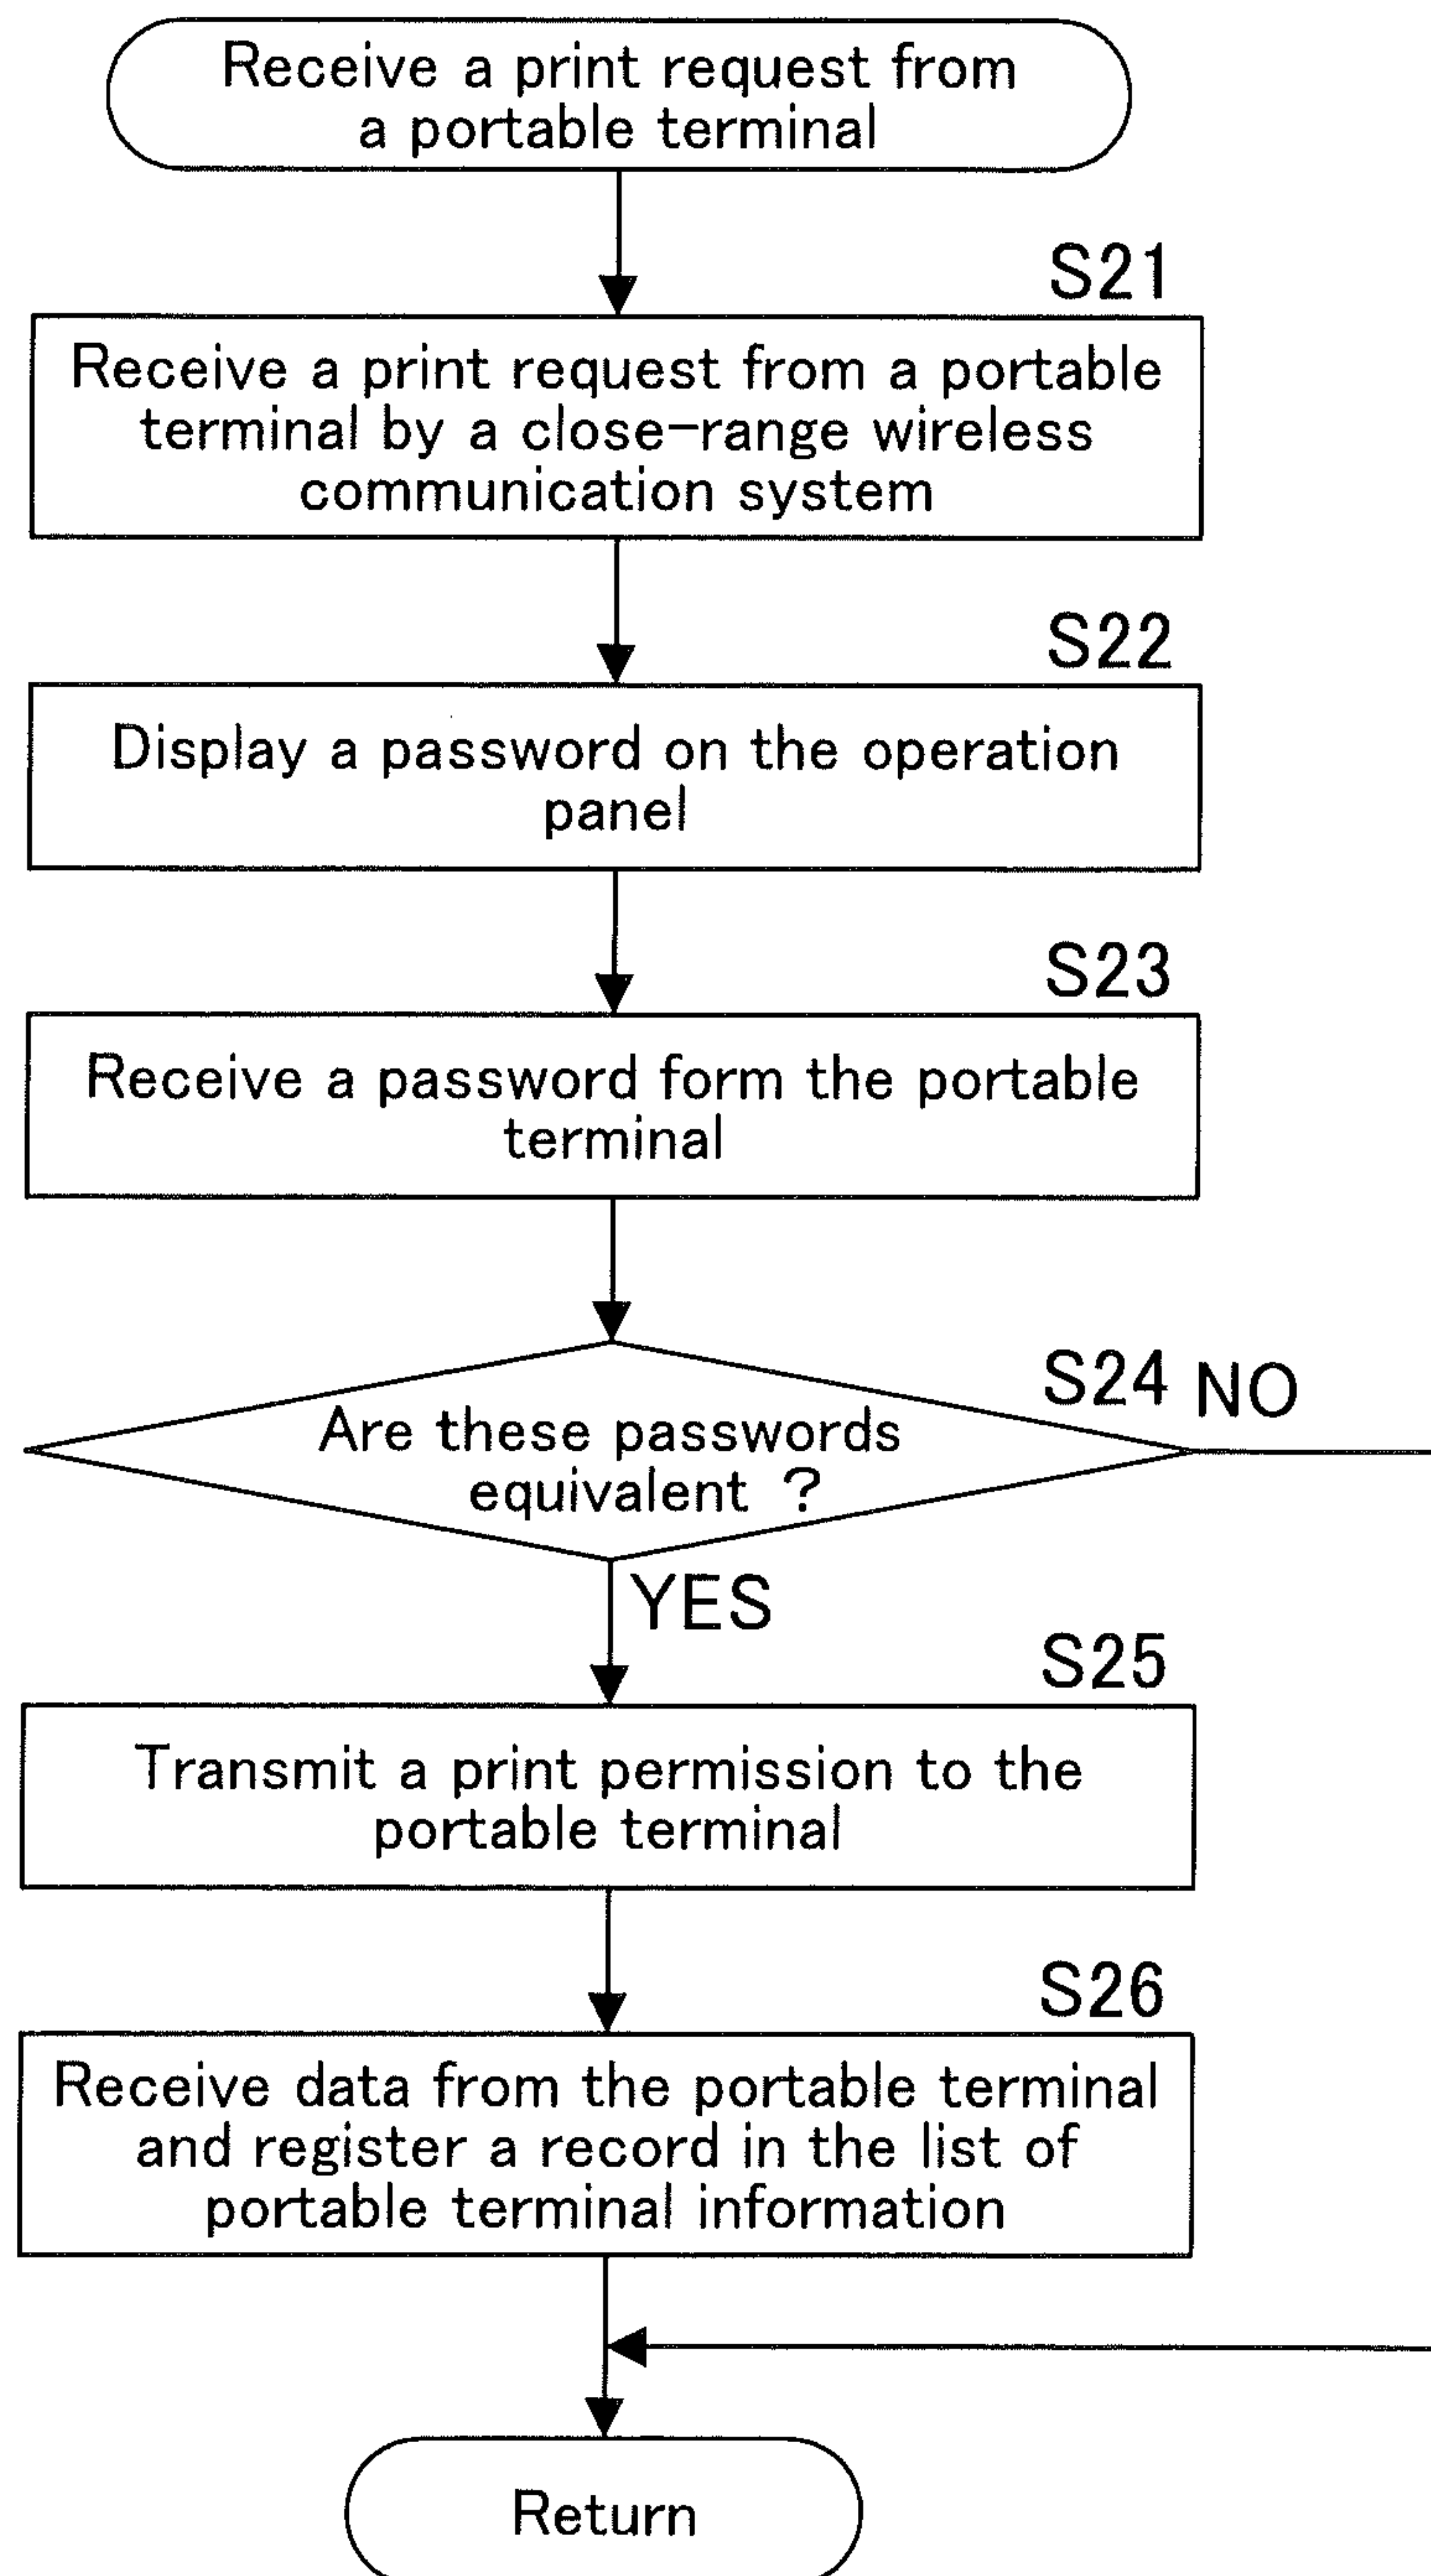 Receive a print request from
a portable terminal
S21
Receive a print request from a portable
terminal by a close-range wireless
communication system
S22
Display a password on the operation
panel
S23
Receive a password form the portable
terminal
S24 NO
Are these passwords
equivalent ?
YES
S25
Transmit a print permission to the
portable terminal
S26
Receive data from the portable terminal
and register a record in the list of
portable terminal information
Return